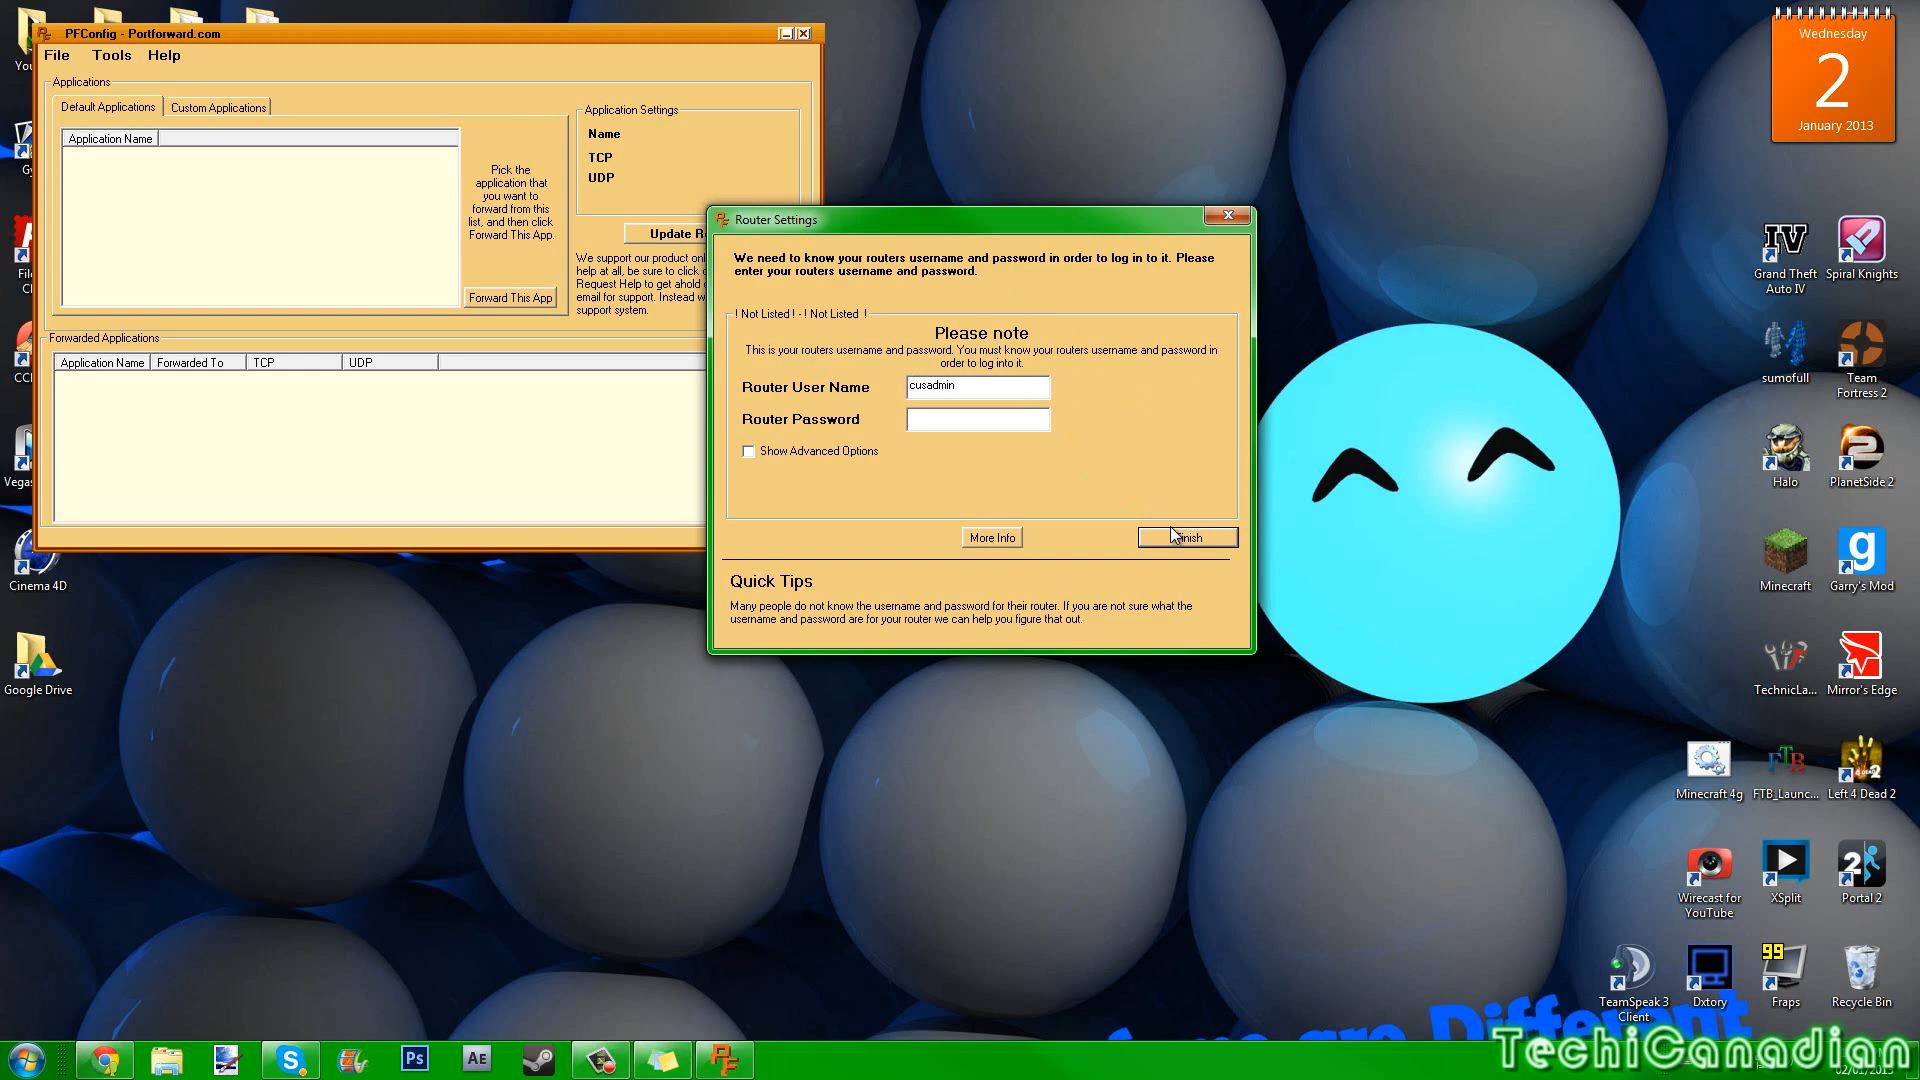 PFConfig - Portforward.com
File Tools Help
Applications
Default Applications Custom Applications
Application Name
Pick the
application that
you want to
forward from this
list, and then click
Forward This App.
Forward This App
Application Settings
Name
TCP
UDP
Update R
We support our product onl
help at all, be sure to click
Request Help to get ahold
email for support. Instead w
support system.
Forwarded Applications
Application Name Forwarded To TCP UDP
Router Settings
We need to know your routers username and password in order to log in to it. Please
enter your routers username and password.
! Not Listed ! - ! Not Listed !
Please note
This is your routers username and password. You must know your routers username and password in
order to log into it.
Router User Name cusadmin
Router Password
Show Advanced Options
More Info
Quick Tips
Many people do not know the username and password for their router. If you are not sure what the
username and password are for your router we can help you figure that out.
Wednesday
2
January 2013
Grand Theft
Auto IV
Spiral Knights
sumofull
Team
Fortress 2
Halo
PlanetSide 2
Minecraft
Garry's Mod
TechnicLa...
Mirror's Edge
Minecraft 4g
FTB_Launc...
Left 4 Dead 2
Wirecast for
YouTube
XSplit
Portal 2
TeamSpeak 3
Client
Dxtory
99
Fraps
Recycle Bin
Cinema 4D
Google Drive
Different
TechiCanadian
Ps
AE